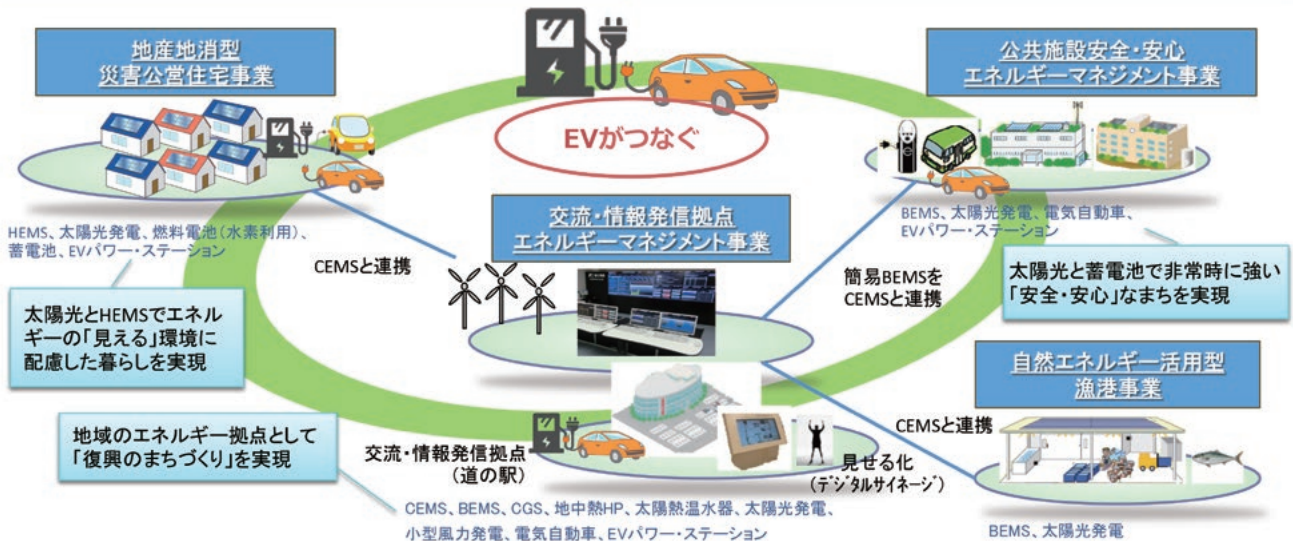 地産地消型
災害公営住宅事業
公共施設安全・安心
エネルギーマネジメント事業
EVがつなぐ
HEMS、太陽光発電、燃料電池(水素利用)、
蓄電池、EVパワー・ステーション
交流・情報発信拠点
エネルギーマネジメント事業
BEMS、太陽光発電、電気自動車、
EVパワー・ステーション
CEMSと連携
簡易BEMSを
CEMSと連携
太陽光と蓄電池で非常時に強い
「安全・安心」なまちを実現
太陽光とHEMSでエネル
ギーの「見える」環境に
配慮した暮らしを実現
自然エネルギー活用型
漁港事業
CEMSと連携
地域のエネルギー拠点として
「復興のまちづくり」を実現
交流・情報発信拠点
(道の駅)
見せる化
(デジタルサイネージ)
CEMS、BEMS、CGS、地中熱HP、太陽熱温水器、太陽光発電、
小型風力発電、電気自動車、EVパワー・ステーション
BEMS、太陽光発電